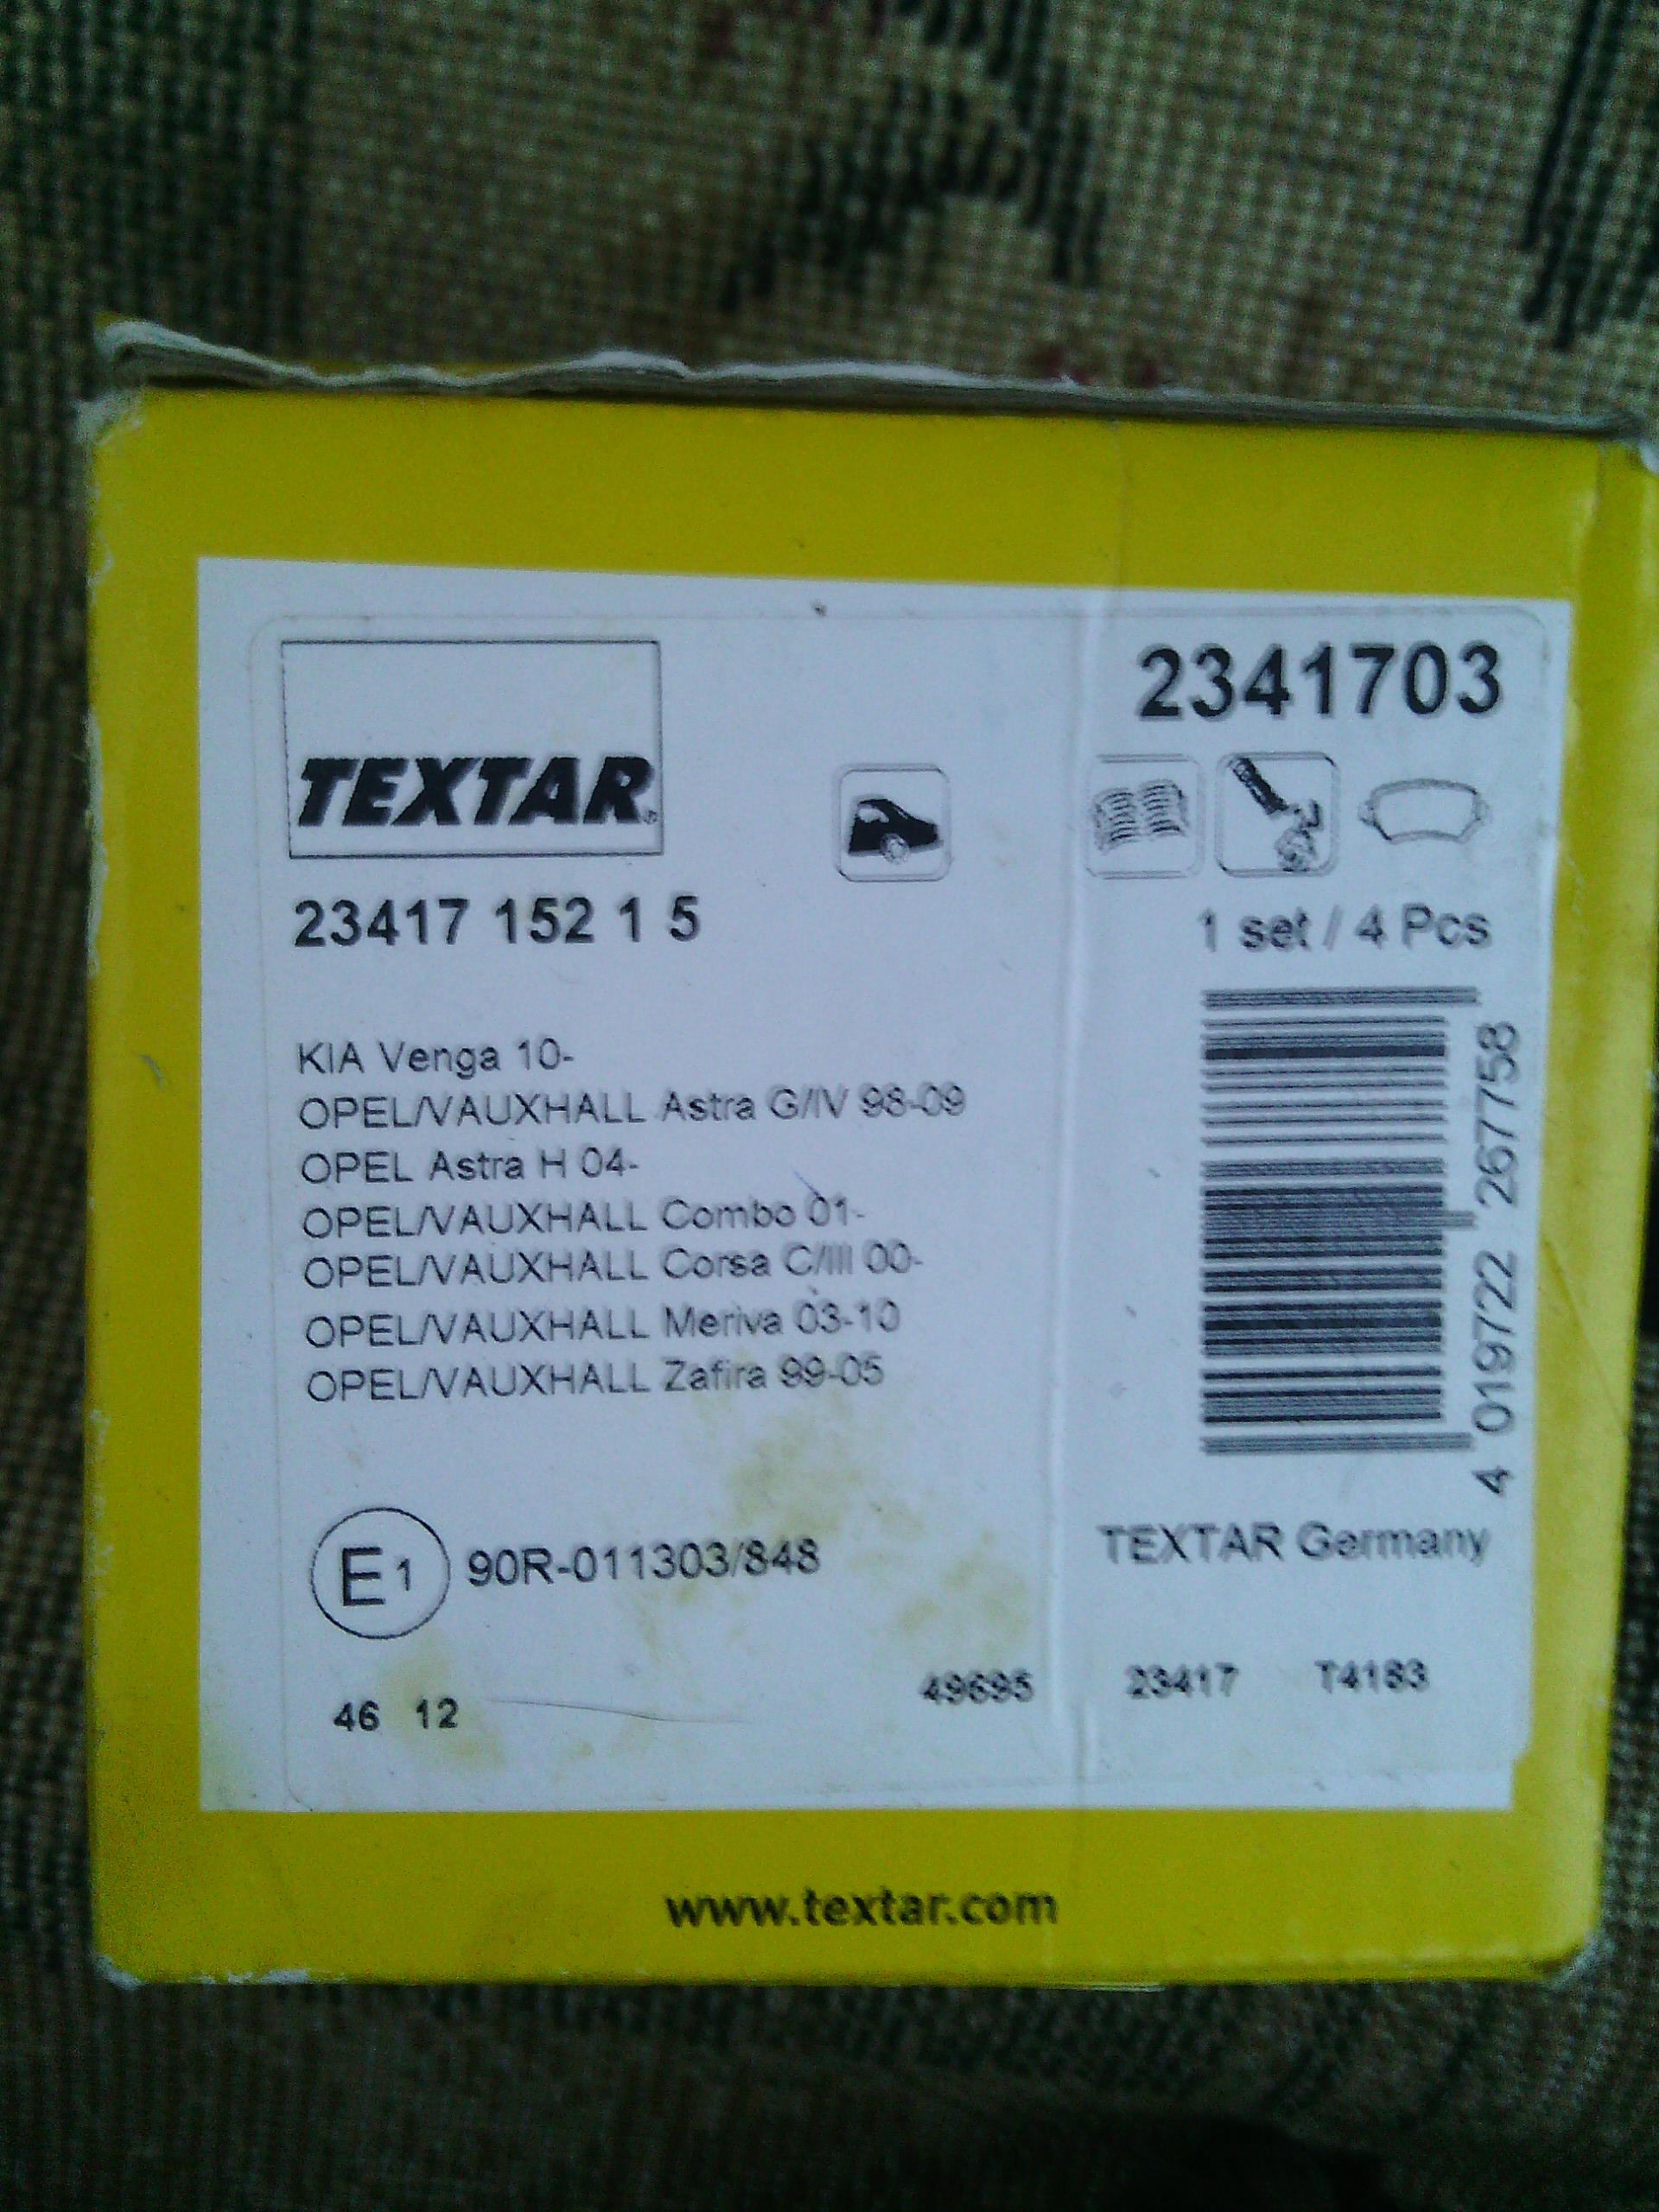 2341703
TEXTAR®
23417 152 1 5
1 set / 4 Pcs
KIA Venga 10-
OPEL/VAUXHALL Astra G/IV 98-09
OPEL Astra H 04-
OPEL/VAUXHALL Combo 01-
OPEL/VAUXHALL Corsa C/III 00-
OPEL/VAUXHALL Meriva 03-10
OPEL/VAUXHALL Zafira 99-05
4 019722 267758
E1 90R-011303/848
TEXTAR Germany
46 12
49695 23417 T4183
www.textar.com